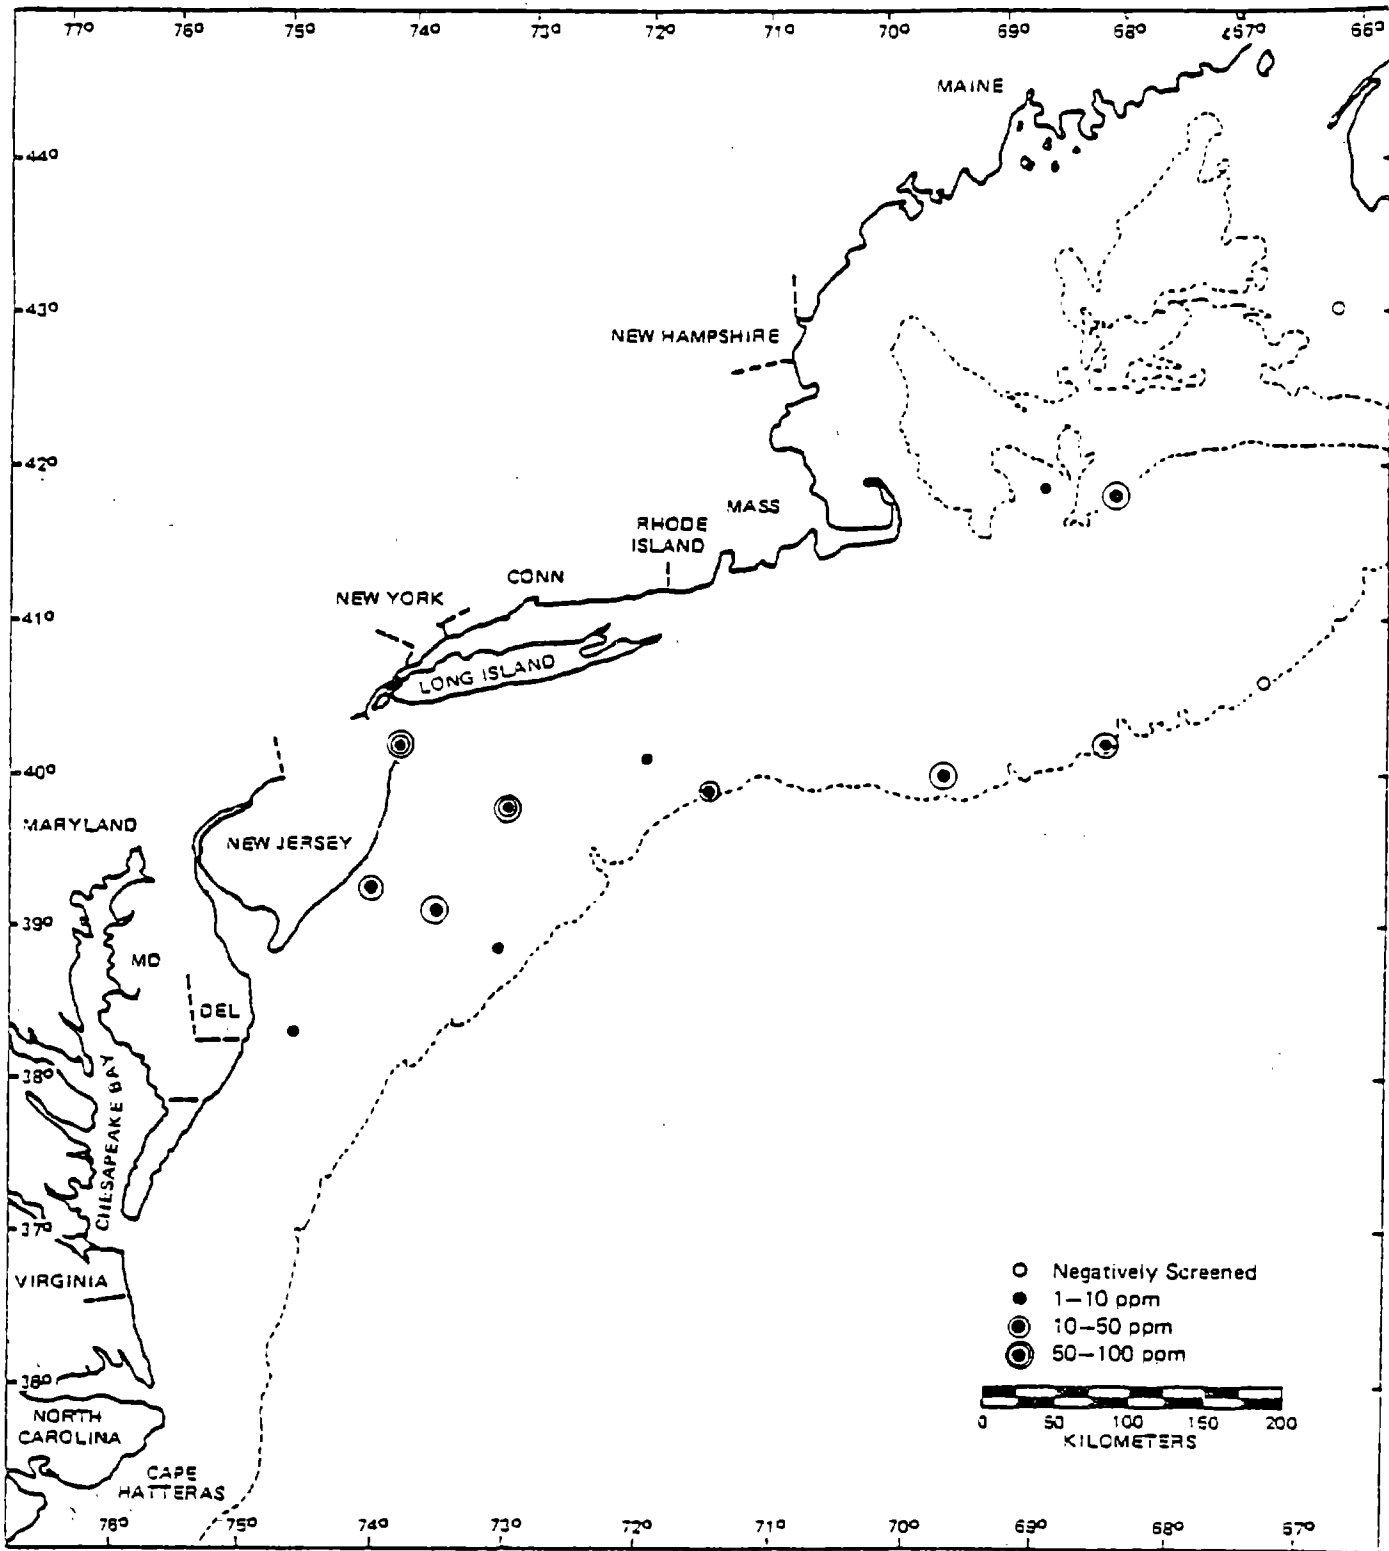 77° 76° 75° 74° 73° 72° 71° 70° 69° 68° 67° 66°
MAINE
44°
43°
NEW HAMPSHIRE
42°
MASS
RHODE
ISLAND
CONN
NEW YORK
41°
LONG ISLAND
40°
MARYLAND
NEW JERSEY
39°
MD
DEL
38°
CHESAPEAKE BAY
37°
VIRGINIA
Negatively Screened
1–10 ppm
10–50 ppm
50–100 ppm
36°
0 50 100 150 200
KILOMETERS
NORTH
CAROLINA
CAPE
HATTERAS
76° 75° 74° 73° 72° 71° 70° 69° 68° 67°